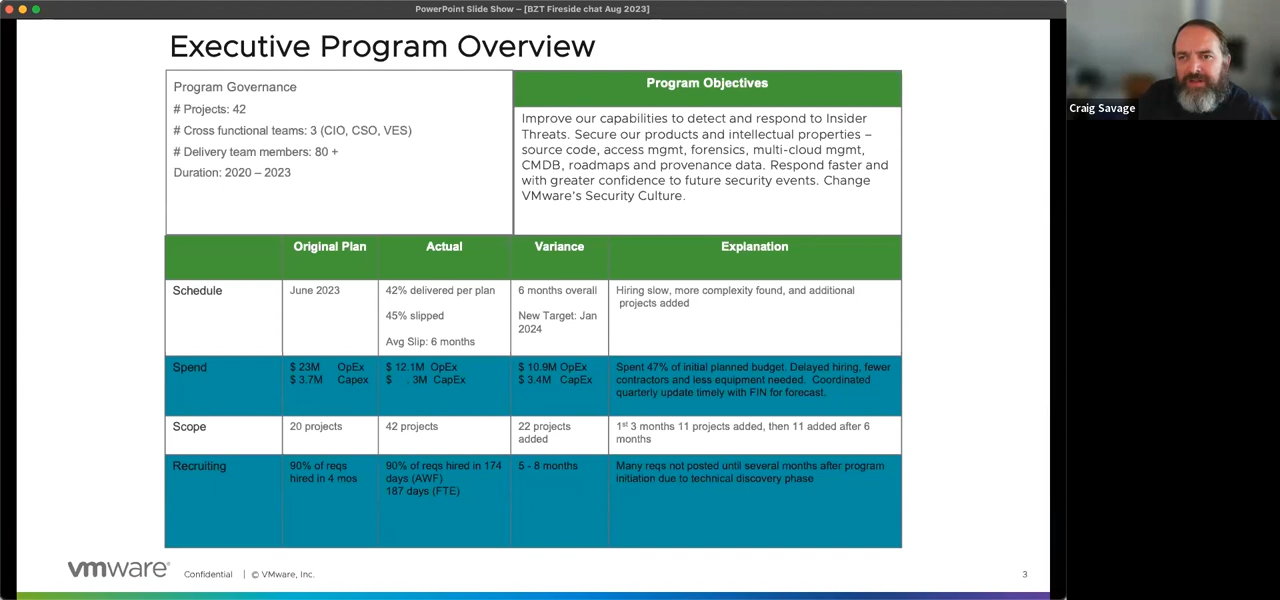 PowerPoint Slide Show – [BZT Fireside chat Aug 2023]
Executive Program Overview
Program Governance
# Projects: 42
# Cross functional teams: 3 (CIO, CSO, VES)
# Delivery team members: 80 +
Duration: 2020 – 2023
Program Objectives
Improve our capabilities to detect and respond to Insider
Threats. Secure our products and intellectual properties –
source code, access mgmt, forensics, multi-cloud mgmt,
CMDB, roadmaps and provenance data. Respond faster and
with greater confidence to future security events. Change
VMware's Security Culture.
Original Plan
Actual
Variance
Explanation
Schedule
June 2023
42% delivered per plan
45% slipped
Avg Slip: 6 months
6 months overall
New Target: Jan
2024
Hiring slow, more complexity found, and additional
projects added
Spend
$ 23M OpEx
$ 3.7M Capex
$ 12.1M OpEx
$ . 3M CapEx
$ 10.9M OpEx
$ 3.4M CapEx
Spent 47% of initial planned budget. Delayed hiring, fewer
contractors and less equipment needed. Coordinated
quarterly update timely with FIN for forecast.
Scope
20 projects
42 projects
22 projects
added
1st 3 months 11 projects added, then 11 added after 6
months
Recruiting
90% of reqs
hired in 4 mos
90% of reqs hired in 174
days (AWF)
187 days (FTE)
5 - 8 months
Many reqs not posted until several months after program
initiation due to technical discovery phase
vmware®
Confidential | © VMware, Inc.
3
Craig Savage